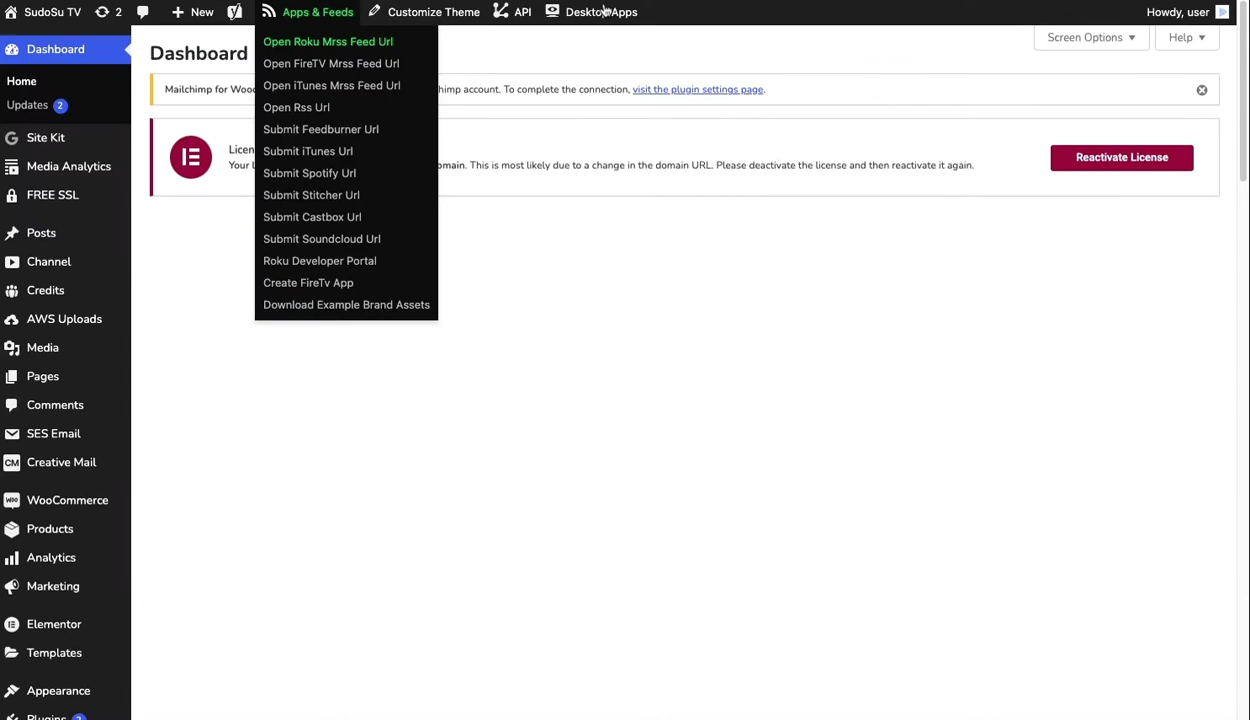 SudoSu TV
2
New
Apps & Feeds
Customize Theme
API
Desktop Apps
Howdy, user
Dashboard
Home
Updates 2
Site Kit
Media Analytics
FREE SSL
Posts
Channel
Credits
AWS Uploads
Media
Pages
Comments
SES Email
CM Creative Mail
WOO WooCommerce
Products
Analytics
Marketing
Elementor
Templates
Appearance
Plugins 2
Open Roku Mrss Feed Url
Open FireTV Mrss Feed Url
Open iTunes Mrss Feed Url
Open Rss Url
Submit Feedburner Url
Submit iTunes Url
Submit Spotify Url
Submit Stitcher Url
Submit Castbox Url
Submit Soundcloud Url
Roku Developer Portal
Create FireTv App
Download Example Brand Assets
Dashboard
Screen Options
Help
Mailchimp for Wooc
himp account. To complete the connection, visit the plugin settings page.
Licen
Your l
omain. This is most likely due to a change in the domain URL. Please deactivate the license and then reactivate it again.
Reactivate License